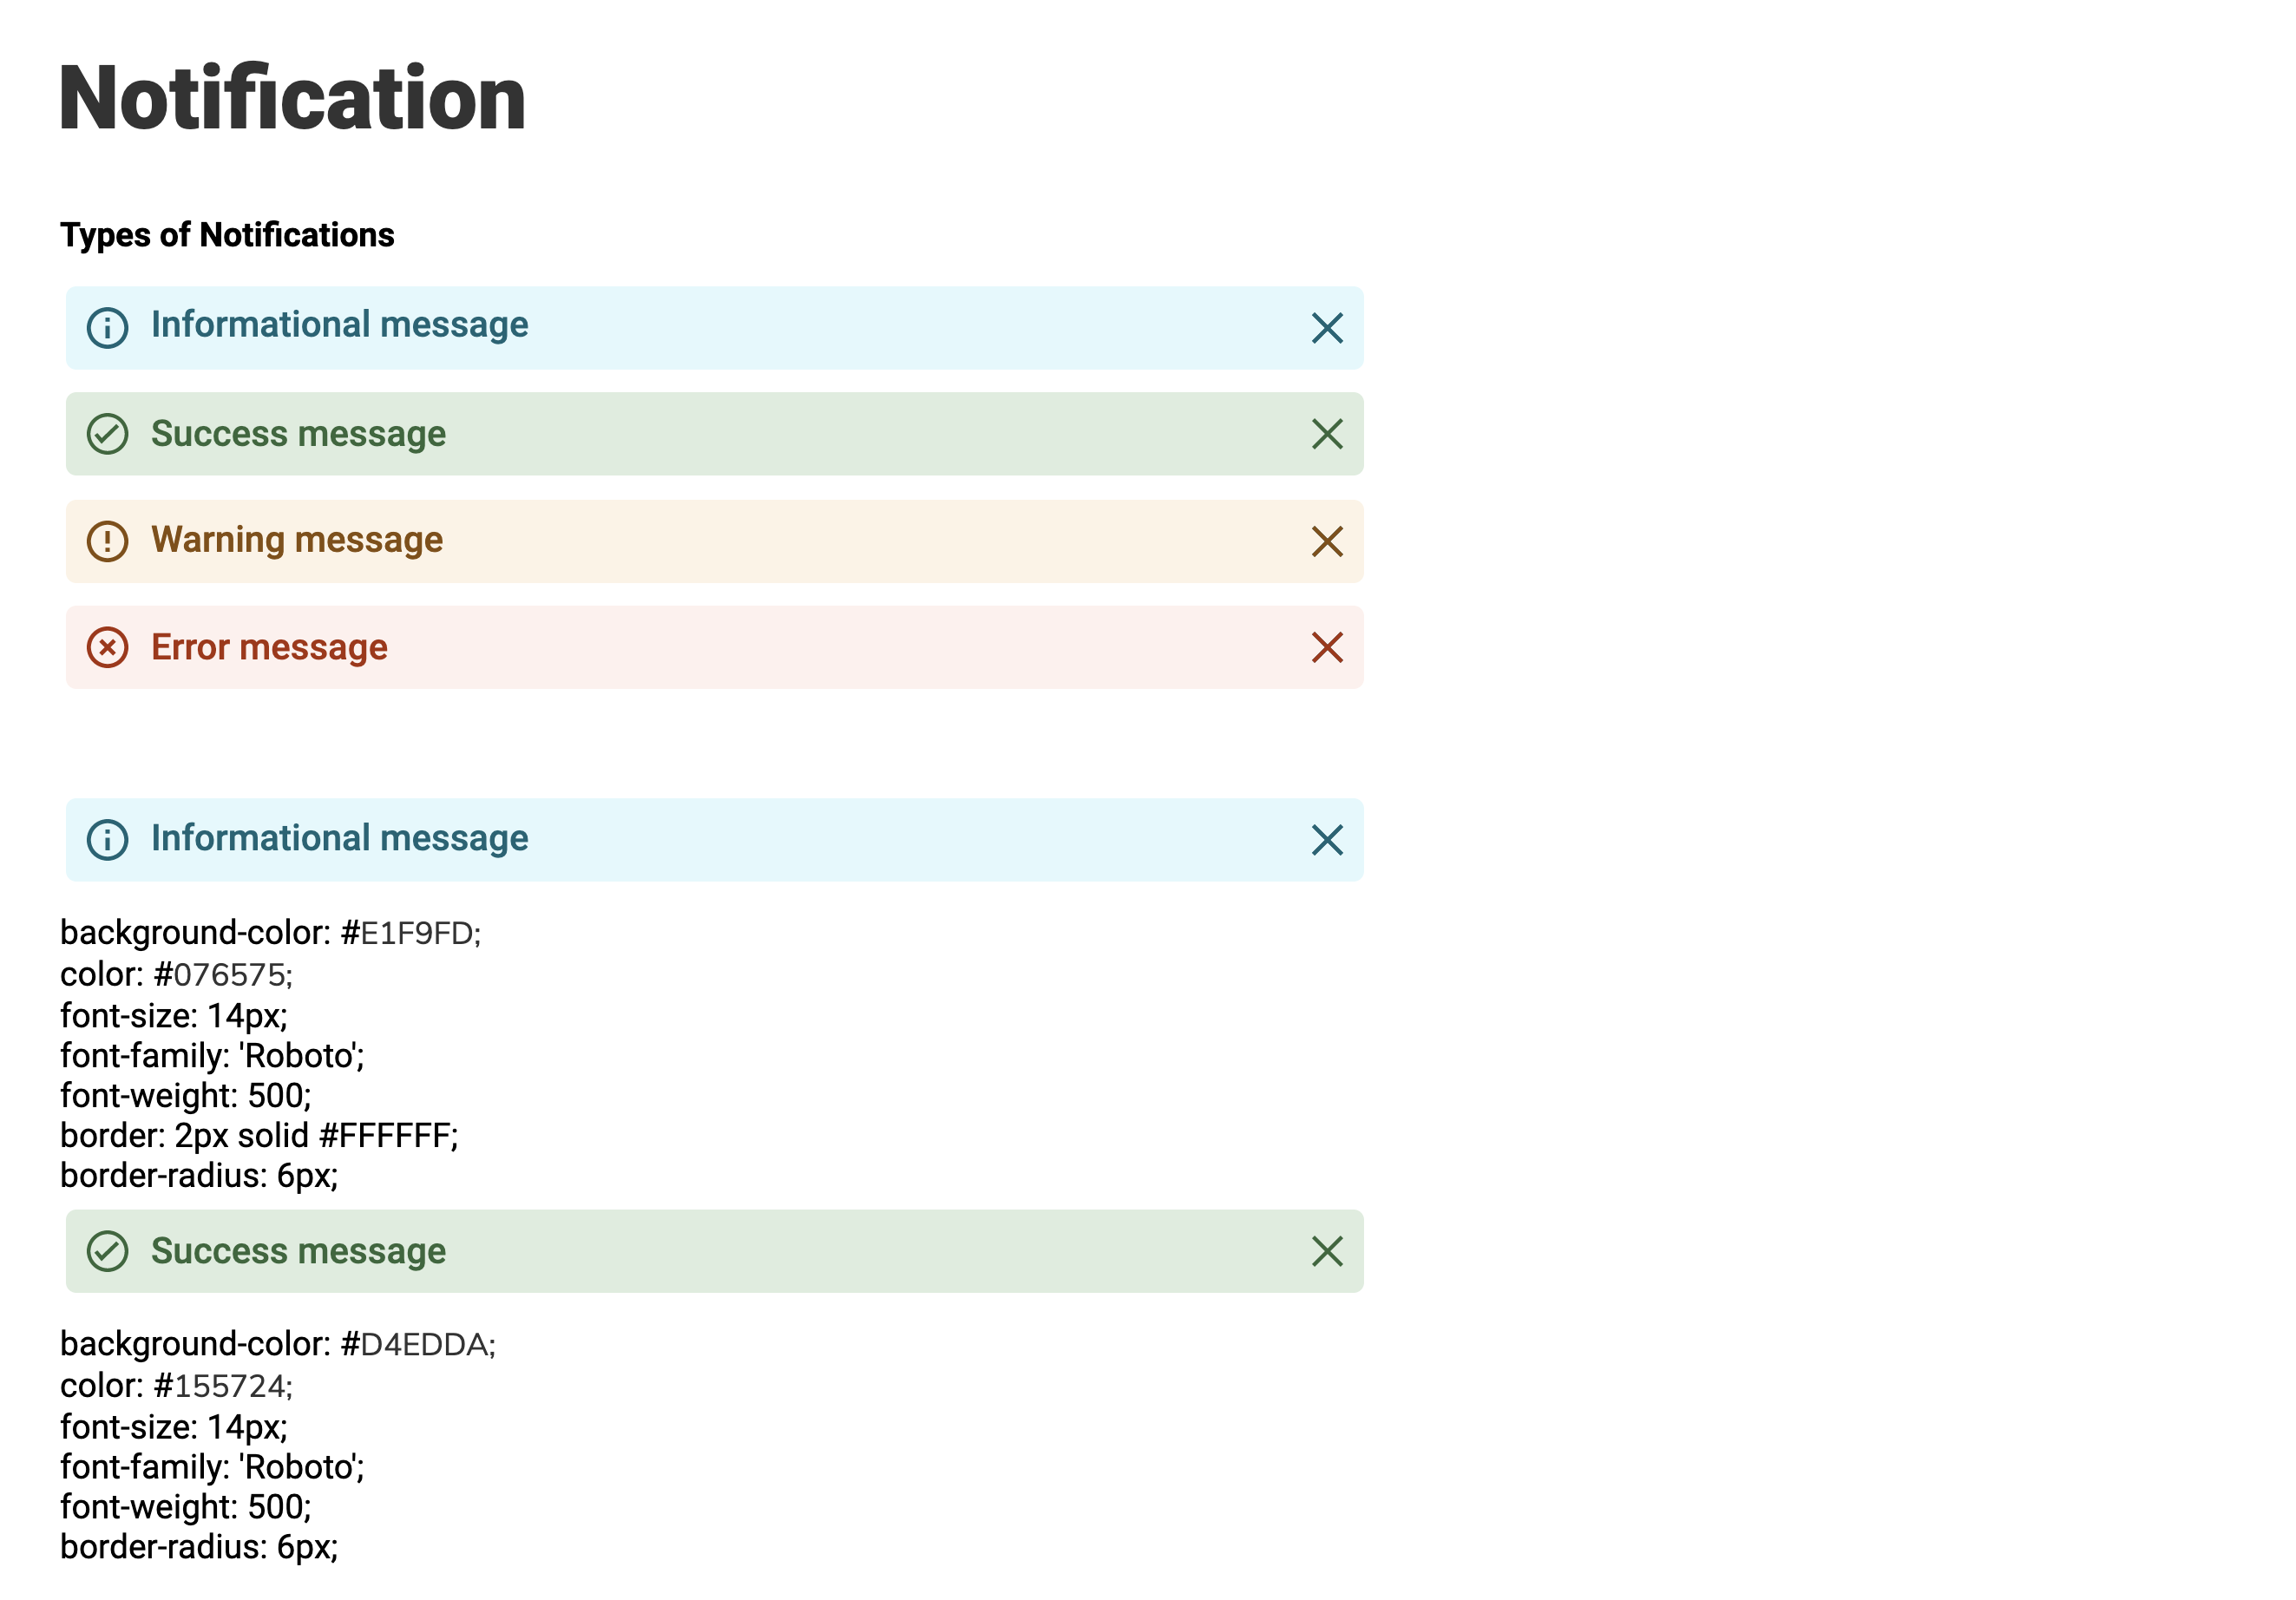 Notification
Types of Notifications
Informational message
Success message
Warning message
Error message
Informational message
background-color: #E1F9FD;
color: #076575;
font-size: 14px;
font-family: 'Roboto';
font-weight: 500;
border: 2px solid #FFFFFF;
border-radius: 6px;
Success message
background-color: #D4EDDA;
color: #155724;
font-size: 14px;
font-family: 'Roboto';
font-weight: 500;
border-radius: 6px;